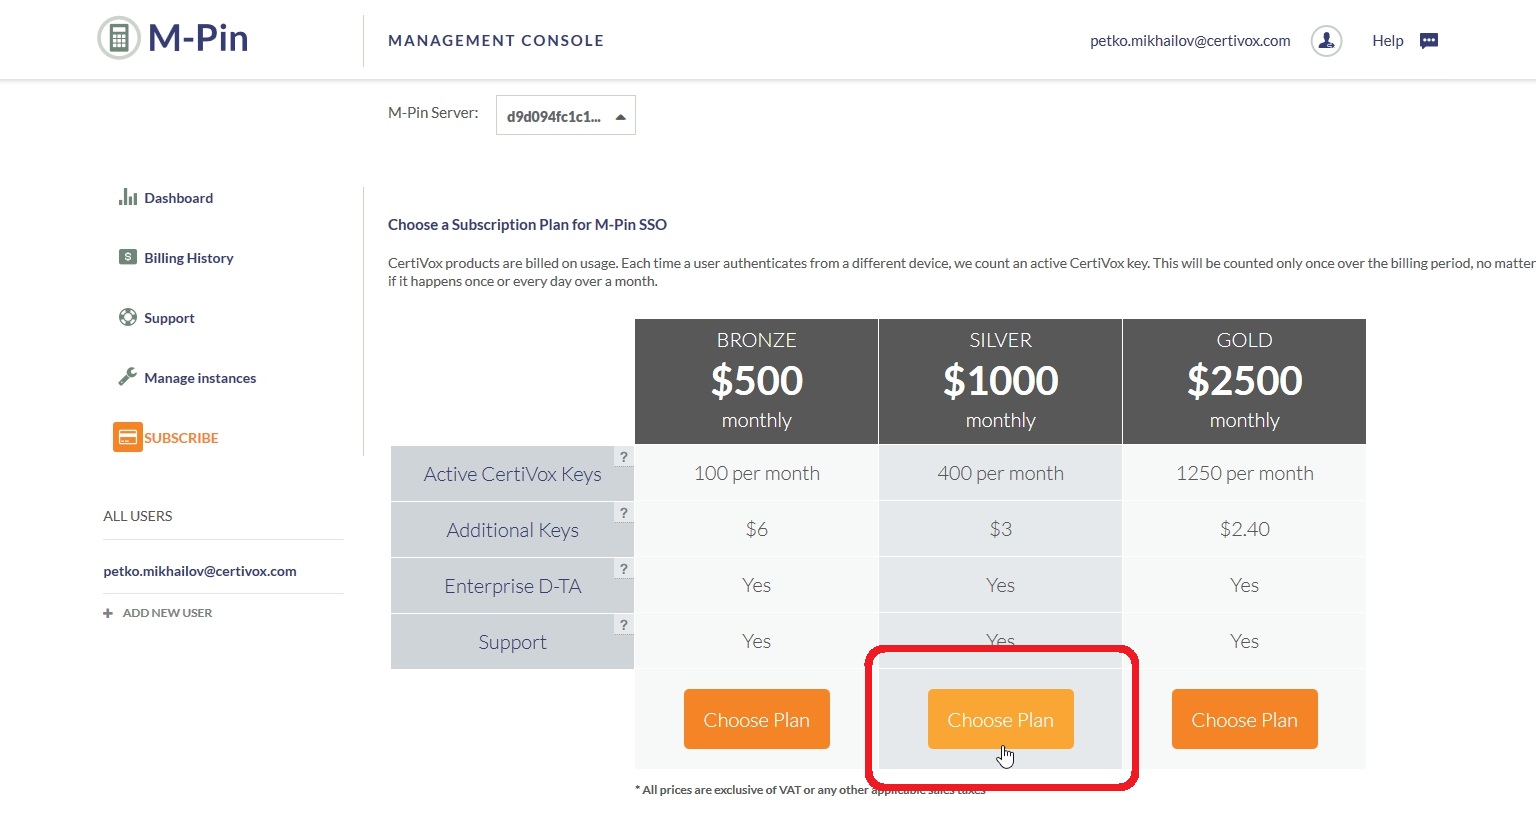 M-Pin
MANAGEMENT CONSOLE
petko.mikhailov@certivox.com
Help
M-Pin Server:
d9d094fc1c1...
Dashboard
Billing History
Support
Manage instances
SUBSCRIBE
ALL USERS
petko.mikhailov@certivox.com
ADD NEW USER
Choose a Subscription Plan for M-Pin SSO
CertiVox products are billed on usage. Each time a user authenticates from a different device, we count an active CertiVox key. This will be counted only once over the billing period, no matter
if it happens once or every day over a month.
BRONZE SILVER GOLD
$500 $1000 $2500
monthly monthly monthly
Active CertiVox Keys ? 100 per month 400 per month 1250 per month
Additional Keys ? $6 $3 $2.40
Enterprise D-TA ? Yes Yes Yes
Support ? Yes Yes Yes
Choose Plan Choose Plan Choose Plan
* All prices are exclusive of VAT or any other applicable sales taxes